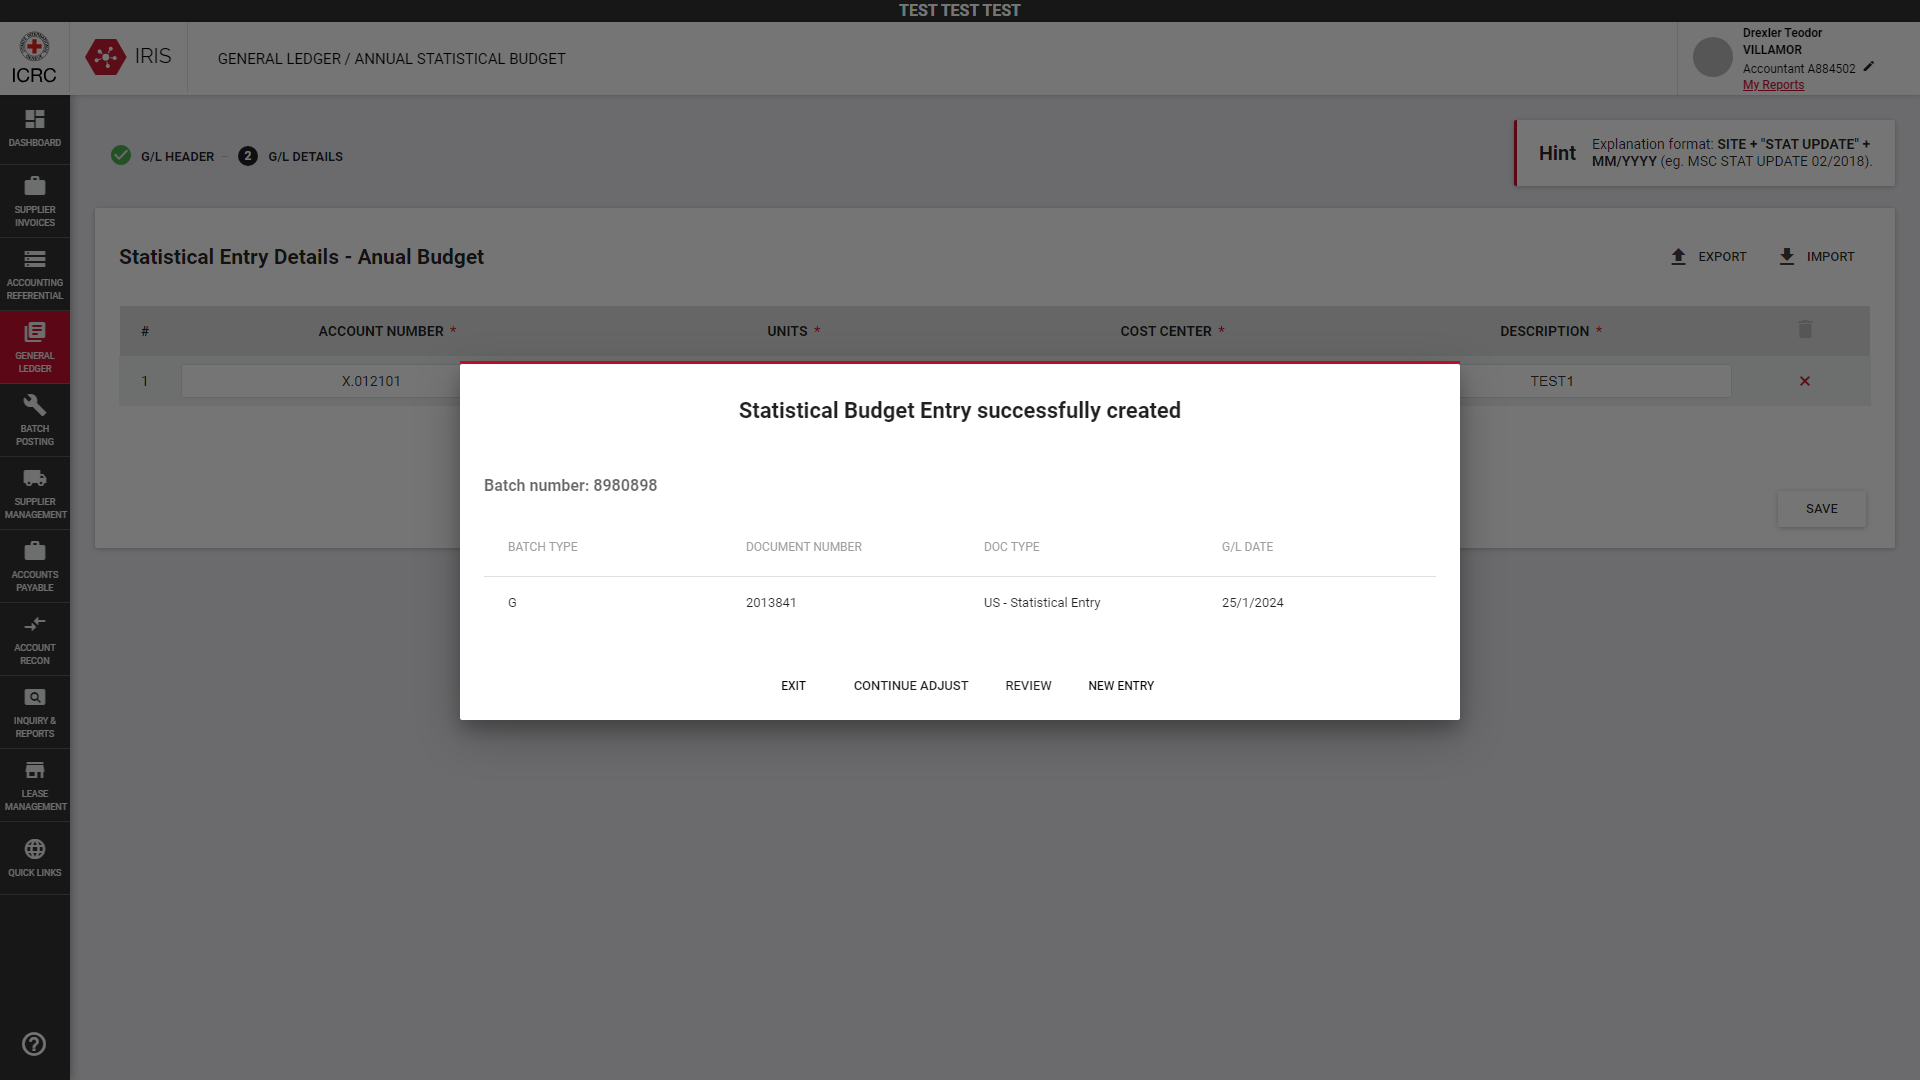 TEST TEST TEST
ICRC
IRIS
GENERAL LEDGER / ANNUAL STATISTICAL BUDGET
Drexler Teodor
VILLAMOR
Accountant A884502
My Reports
DASHBOARD
SUPPLIER
INVOICES
ACCOUNTING
REFERENTIAL
GENERAL
LEDGER
BATCH
POSTING
SUPPLIER
MANAGEMENT
ACCOUNTS
PAYABLE
ACCOUNT
RECON
INQUIRY &
REPORTS
LEASE
MANAGEMENT
QUICK LINKS
G/L HEADER
2 G/L DETAILS
Hint
Explanation format: SITE + "STAT UPDATE" +
MM/YYYY (eg. MSC STAT UPDATE 02/2018).
Statistical Entry Details - Anual Budget
EXPORT IMPORT
# ACCOUNT NUMBER * UNITS * COST CENTER * DESCRIPTION *
1 X.012101 TEST1
SAVE
Statistical Budget Entry successfully created
Batch number: 8980898
BATCH TYPE DOCUMENT NUMBER DOC TYPE G/L DATE
G 2013841 US - Statistical Entry 25/1/2024
EXIT CONTINUE ADJUST REVIEW NEW ENTRY